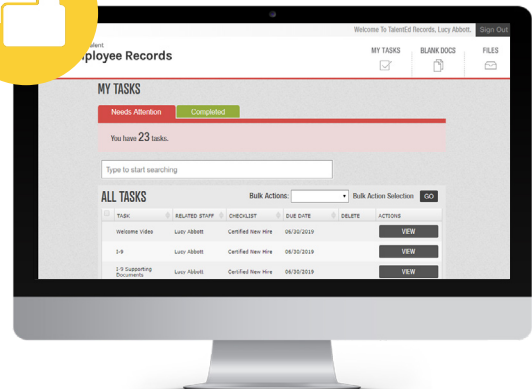 Welcome To TalentEd Records, Lucy Abbott. Sign Out
Records
MY TASKS BLANK DOCS FILES
MY TASKS
Needs Attention Completed
You have 23 tasks.
Type to start searching
ALL TASKS Bulk Actions: Bulk Action Selection GO
TASK RELATED STAFF CHECKLIST DUE DATE DELETE ACTIONS
Welcome Video Lucy Abbott Certified New Hire 06/30/2019 VIEW
I-9 Lucy Abbott Certified New Hire 06/30/2019 VIEW
I-9 Supporting
Documents Lucy Abbott Certified New Hire 06/30/2019 VIEW